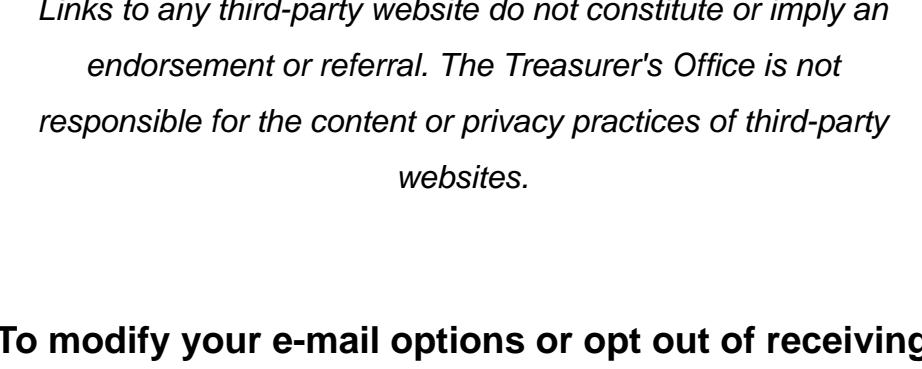 Links to any third-party website do not constitute or imply an
endorsement or referral. The Treasurer's Office is not
responsible for the content or privacy practices of third-party
websites.
To modify your e-mail options or opt out of receiving